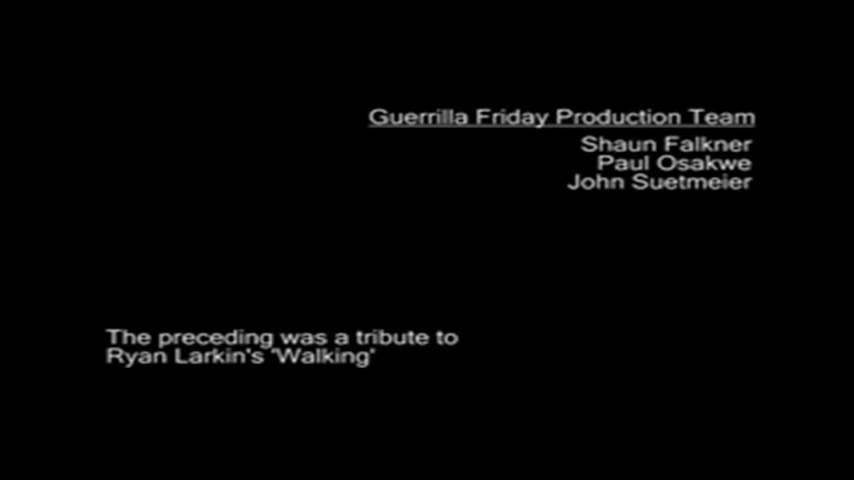 Guerrilla Friday Production Team
Shaun Falkner
Paul Osakwe
John Suetmeier
The preceding was a tribute to
Ryan Larkin's 'Walking'